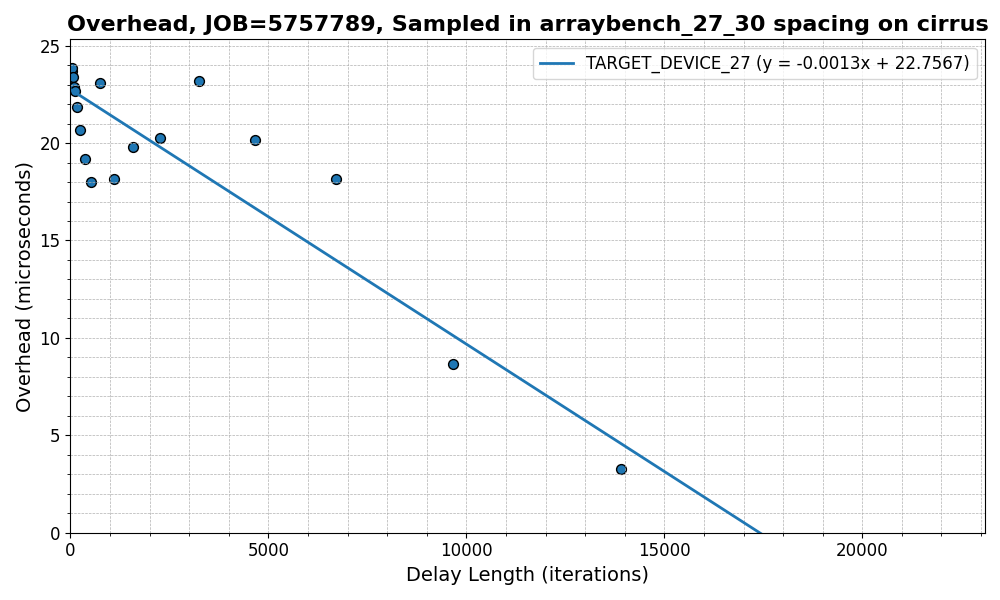 Overhead, JOB=5757789, Sampled in arraybench_27_30 spacing on cirrus
TARGET_DEVICE_27 (y = -0.0013x + 22.7567)
Overhead (microseconds)
25
20
15
10
5
0
0 5000 10000 15000 20000
Delay Length (iterations)